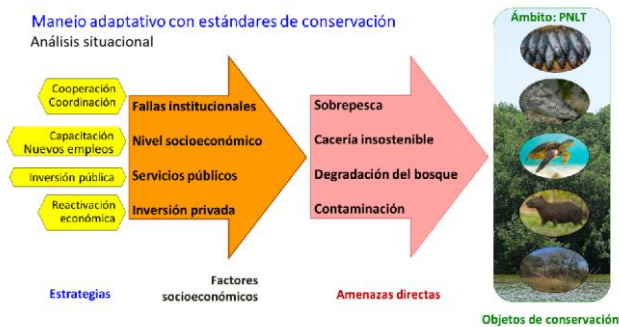 Manejo adaptativo con estándares de conservación
Análisis situacional
Ámbito: PNLT
Cooperación
Coordinación
Capacitación
Nuevos empleos
Inversión pública
Reactivación
económica
Fallas institucionales
Nivel socioeconómico
Servicios públicos
Inversión privada
Sobrepesca
Cacería insostenible
Degradación del bosque
Contaminación
Estrategias
Factores
socioeconómicos
Amenazas directas
Objetos de conservación